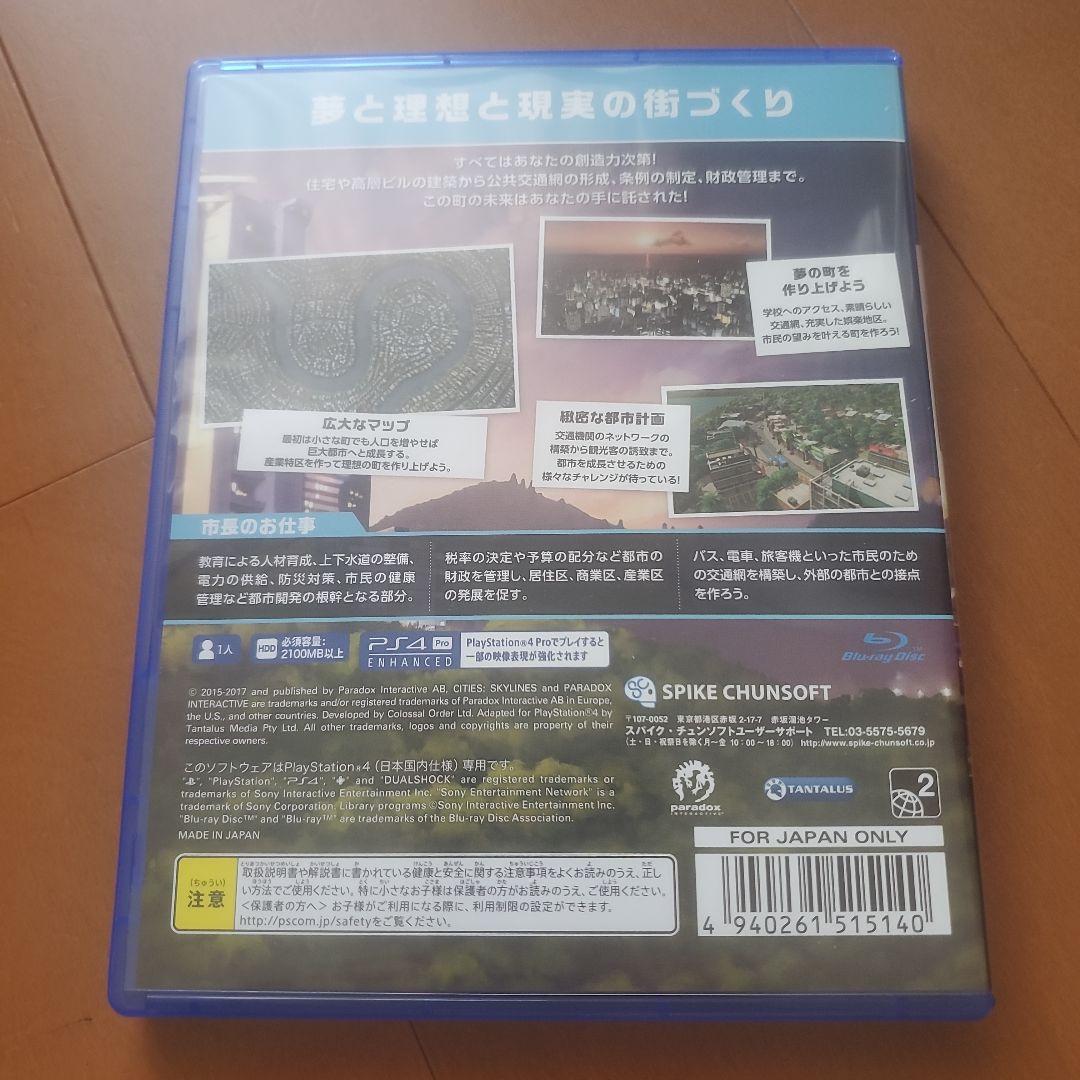 夢と理想と現実の街づくり
すべてはあなたの創造力次第!
住宅や高層ビルの建築から公共交通網の形成、条例の制定、財政管理まで。
この町の未来はあなたの手に託された!
夢の町を
作り上げよう
学校へのアクセス、素晴らしい
交通網、充実した娯楽地区。
市民の望みを叶える町を作ろう!
広大なマップ
最初は小さな町でも人口を増やせば
巨大都市へと成長する。
産業特区を作って理想の町を作り上げよう。
緻密な都市計画
交通機関のネットワークの
構築から観光客の誘致まで。
都市を成長させるための
様々なチャレンジが待っている!
市長のお仕事
教育による人材育成、上下水道の整備、
電力の供給、防災対策、市民の健康
管理など都市開発の根幹となる部分。
税率の決定や予算の配分など都市の
財政を管理し、居住区、商業区、産業区
の発展を促す。
バス、電車、旅客機といった市民のため
の交通網を構築し、外部の都市との接点
を作ろう。
1人
HDD 必須容量:
2100MB以上
PS4 Pro
ENHANCED
PlayStation®4 Proでプレイすると
一部の映像表現が強化されます
Blu-ray Disc™
© 2015-2017 and published by Paradox Interactive AB, CITIES: SKYLINES and PARADOX
INTERACTIVE are trademarks and/or registered trademarks of Paradox Interactive AB in Europe,
the U.S., and other countries. Developed by Colossal Order Ltd. Adapted for PlayStation®4 by
Tantalus Media Pty Ltd. All other trademarks, logos and copyrights are property of their
respective owners.
SPIKE CHUNSOFT
〒107-0052 東京都港区赤坂 2-17-7 赤坂溜池タワー
スパイク・チュンソフトユーザーサポート TEL:03-5575-5679
(土・日・祝祭日を除く月~金 10:00~18:00) http://www.spike-chunsoft.co.jp
このソフトウェアはPlayStation®4 (日本国内仕様) 専用です。
" ", "PlayStation", "PS4", " " and "DUALSHOCK" are registered trademarks or
trademarks of Sony Interactive Entertainment Inc. "Sony Entertainment Network" is a
trademark of Sony Corporation. Library programs ©Sony Interactive Entertainment Inc.
"Blu-ray Disc™" and "Blu-ray™" are trademarks of the Blu-ray Disc Association.
MADE IN JAPAN
paradox
INTERACTIVE
TANTALUS
2
FOR JAPAN ONLY
(ちゅうい)
注意
取扱説明書や解説書に書かれている健康と安全に関する注意事項をよくお読みのうえ、正し
い方法でご使用ください。特に小さなお子様は保護者の方がお読みのうえ、ご使用ください。
<保護者の方へ> お子様がご利用になる際に、利用制限の設定ができます。
http://pscom.jp/safetyをご覧ください。
4 940261 515140